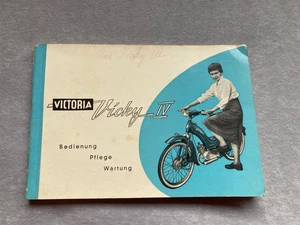 VICTORIA Vicky IV
Bedienung
Pflege
Wartung